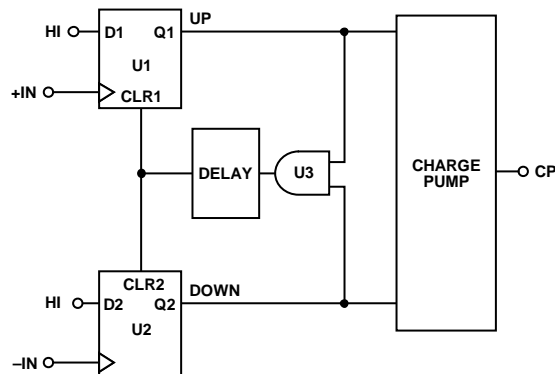 UP
HI
D1 Q1
U1
+IN
CLR1
DELAY
U3
CHARGE
PUMP
CP
CLR2
DOWN
HI
D2 Q2
U2
–IN